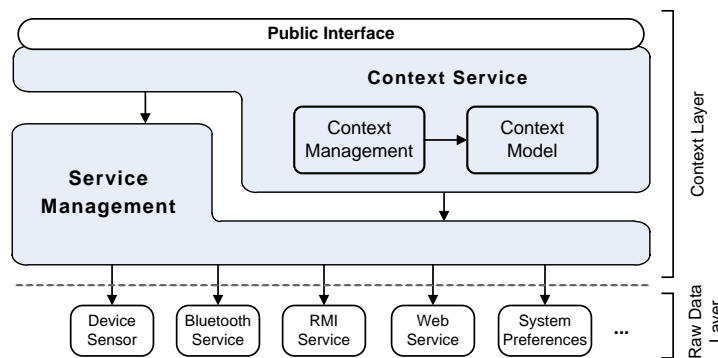 Public Interface
Context Service
Context
Management
Context
Model
Service
Management
Device
Sensor
Bluetooth
Service
RMI
Service
Web
Service
System
Preferences
...
Context Layer
Raw Data
Layer